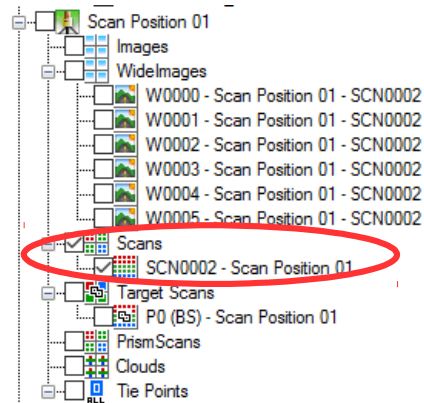 Scan Position 01
Images
WideImages
W0000 - Scan Position 01 - SCN0002
W0001 - Scan Position 01 - SCN0002
W0002 - Scan Position 01 - SCN0002
W0003 - Scan Position 01 - SCN0002
W0004 - Scan Position 01 - SCN0002
W0005 - Scan Position 01 - SCN0002
Scans
SCN0002 - Scan Position 01
Target Scans
P0 (BS) - Scan Position 01
PrismScans
Clouds
Tie Points
ALL